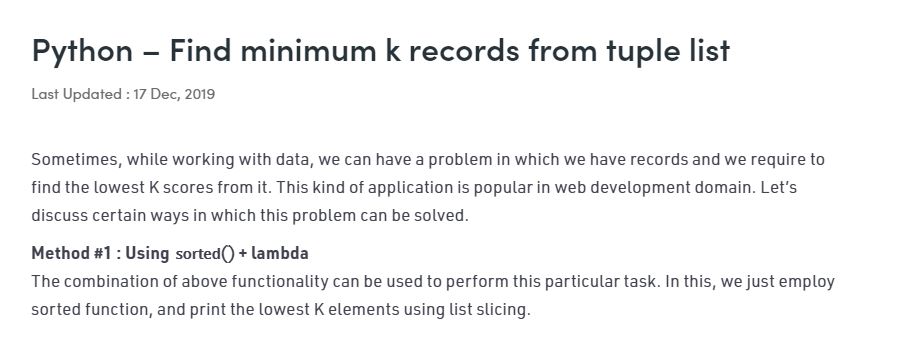 Python – Find minimum k records from tuple list
Last Updated : 17 Dec, 2019
Sometimes, while working with data, we can have a problem in which we have records and we require to
find the lowest K scores from it. This kind of application is popular in web development domain. Let’s
discuss certain ways in which this problem can be solved.
Method #1 : Using sorted() + lambda
The combination of above functionality can be used to perform this particular task. In this, we just employ
sorted function, and print the lowest K elements using list slicing.